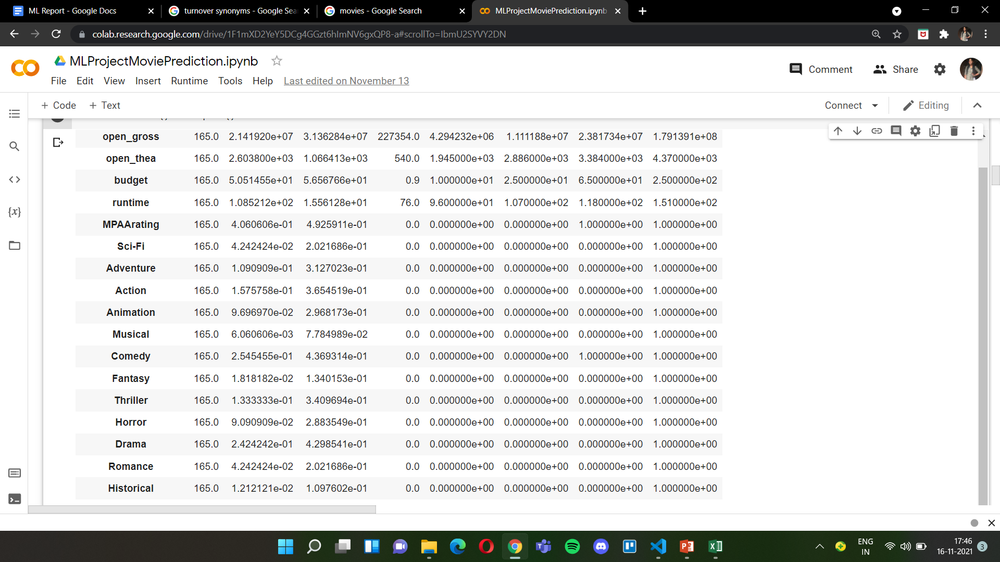 ML Report - Google Docs
turnover synonyms - Google Sea
movies - Google Search
MLProjectMoviePrediction.ipynb
colab.research.google.com/drive/1F1mXD2YeY5DCg4GGzt6hImNV6gxQP8-a#scrollTo=IbmU2SYVY2DN
MLProjectMoviePrediction.ipynb
Comment Share
File Edit View Insert Runtime Tools Help Last edited on November 13
+ Code + Text Connect Editing
open_gross 165.0 2.141920e+07 3.136284e+07 227354.0 4.294232e+06 1.111188e+07 2.381734e+07 1.791391e+08
open_thea 165.0 2.603800e+03 1.066413e+03 540.0 1.945000e+03 2.886000e+03 3.384000e+03 4.370000e+03
budget 165.0 5.051455e+01 5.656766e+01 0.9 1.000000e+01 2.500000e+01 6.500000e+01 2.500000e+02
runtime 165.0 1.085212e+02 1.556128e+01 76.0 9.600000e+01 1.070000e+02 1.180000e+02 1.510000e+02
MPAArating 165.0 4.060606e-01 4.925911e-01 0.0 0.000000e+00 0.000000e+00 1.000000e+00 1.000000e+00
Sci-Fi 165.0 4.242424e-02 2.021686e-01 0.0 0.000000e+00 0.000000e+00 0.000000e+00 1.000000e+00
Adventure 165.0 1.090909e-01 3.127023e-01 0.0 0.000000e+00 0.000000e+00 0.000000e+00 1.000000e+00
Action 165.0 1.575758e-01 3.654519e-01 0.0 0.000000e+00 0.000000e+00 0.000000e+00 1.000000e+00
Animation 165.0 9.696970e-02 2.968173e-01 0.0 0.000000e+00 0.000000e+00 0.000000e+00 1.000000e+00
Musical 165.0 6.060606e-03 7.784989e-02 0.0 0.000000e+00 0.000000e+00 0.000000e+00 1.000000e+00
Comedy 165.0 2.545455e-01 4.369314e-01 0.0 0.000000e+00 0.000000e+00 1.000000e+00 1.000000e+00
Fantasy 165.0 1.818182e-02 1.340153e-01 0.0 0.000000e+00 0.000000e+00 0.000000e+00 1.000000e+00
Thriller 165.0 1.333333e-01 3.409694e-01 0.0 0.000000e+00 0.000000e+00 0.000000e+00 1.000000e+00
Horror 165.0 9.090909e-02 2.883549e-01 0.0 0.000000e+00 0.000000e+00 0.000000e+00 1.000000e+00
Drama 165.0 2.424242e-01 4.298541e-01 0.0 0.000000e+00 0.000000e+00 0.000000e+00 1.000000e+00
Romance 165.0 4.242424e-02 2.021686e-01 0.0 0.000000e+00 0.000000e+00 0.000000e+00 1.000000e+00
Historical 165.0 1.212121e-02 1.097602e-01 0.0 0.000000e+00 0.000000e+00 0.000000e+00 1.000000e+00
ENG
IN
17:46
16-11-2021
3